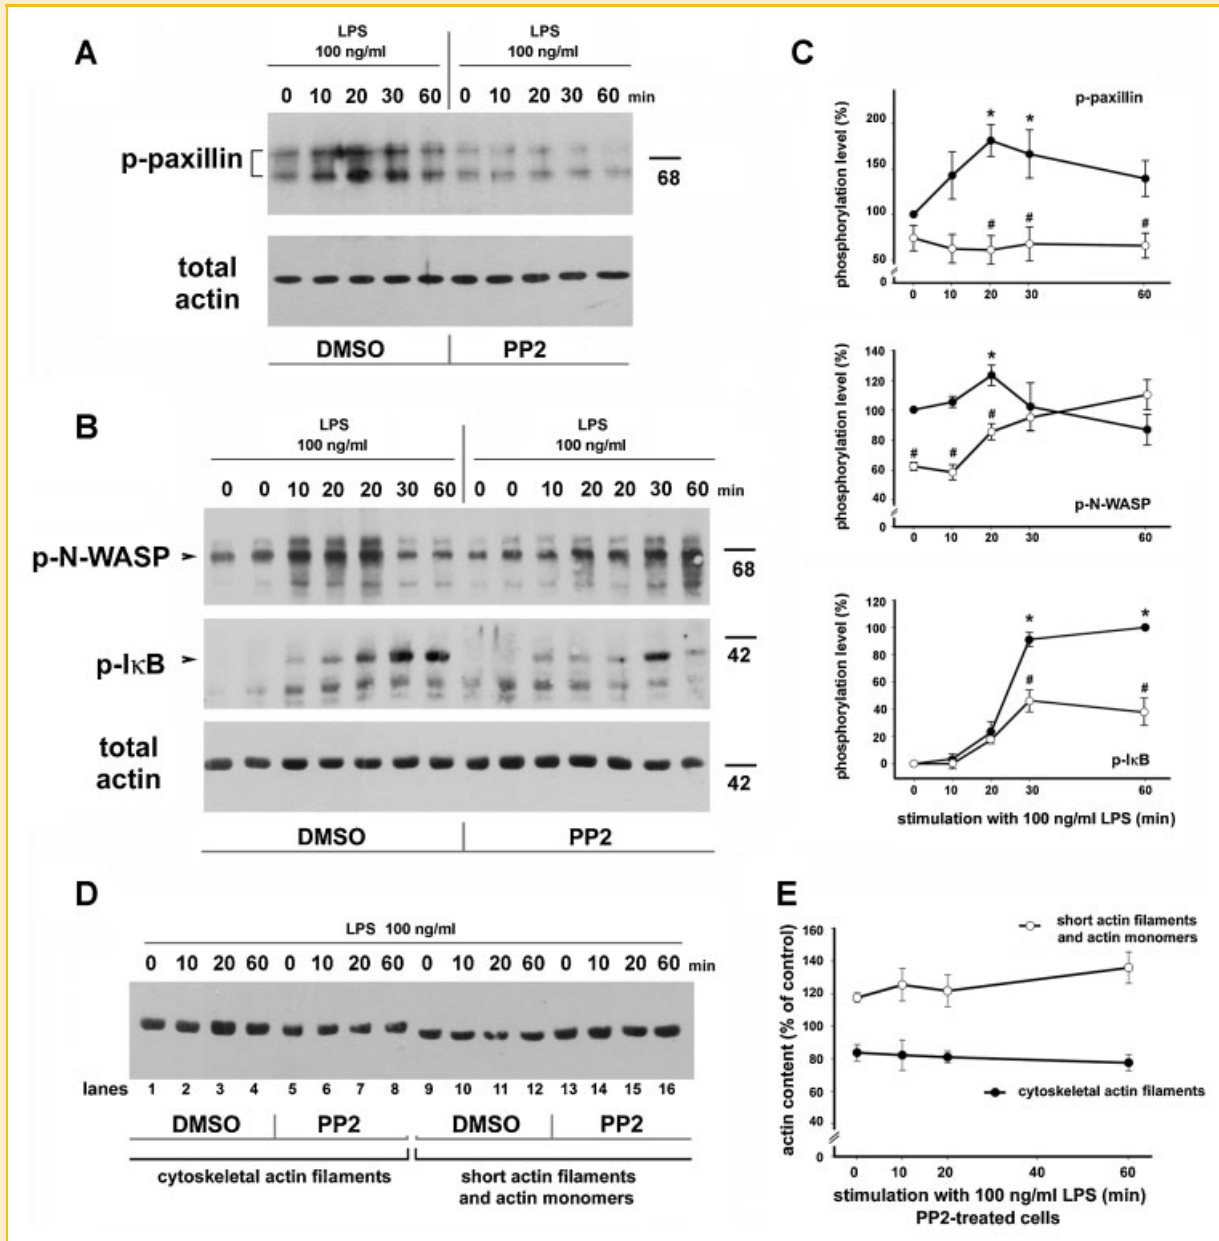 A
LPS
100 ng/ml
LPS
100 ng/ml
0 10 20 30 60 0 10 20 30 60 min
p-paxillin
68
total
actin
DMSO PP2
B
LPS
100 ng/ml
LPS
100 ng/ml
0 0 10 20 20 30 60 0 0 10 20 20 30 60 min
p-N-WASP
68
p-IκB
42
total
actin
42
DMSO PP2
C
p-paxillin
phosphorylation level (%)
200
150
100
50
0
* *
# # #
0 10 20 30 60
phosphorylation level (%)
140
120
100
80
60
40
0
*
# # #
p-N-WASP
0 10 20 30 60
phosphorylation level (%)
120
100
80
60
40
20
0
* *
# #
p-IκB
0 10 20 30 60
stimulation with 100 ng/ml LPS (min)
D
LPS 100 ng/ml
0 10 20 60 0 10 20 60 0 10 20 60 0 10 20 60 min
lanes 1 2 3 4 5 6 7 8 9 10 11 12 13 14 15 16
DMSO PP2 DMSO PP2
cytoskeletal actin filaments
short actin filaments
and actin monomers
E
short actin filaments
and actin monomers
actin content (% of control)
160
140
120
100
80
60
40
0
cytoskeletal actin filaments
0 10 20 40 60
stimulation with 100 ng/ml LPS (min)
PP2-treated cells